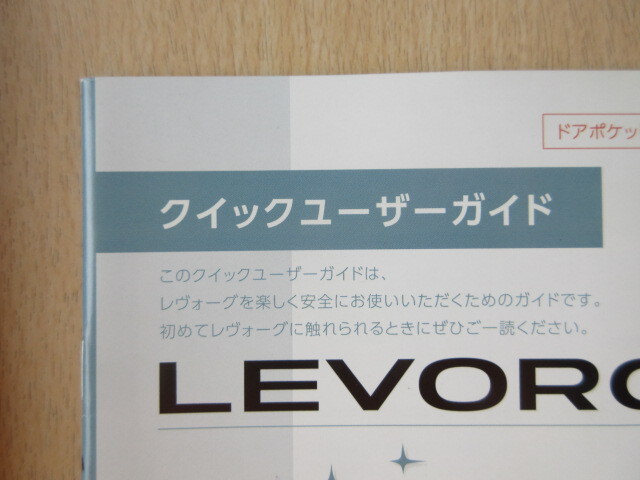 ドアポケッ
クイックユーザーガイド
このクイックユーザーガイドは、
レヴォーグを楽しく安全にお使いいただくためのガイドです。
初めてレヴォーグに触れられるときにぜひご一読ください。
LEVORG